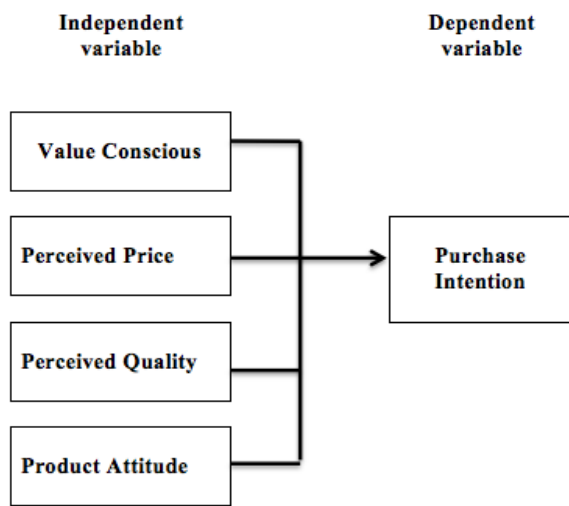 Independent
variable
Dependent
variable
Value Conscious
Perceived Price
Purchase
Intention
Perceived Quality
Product Attitude